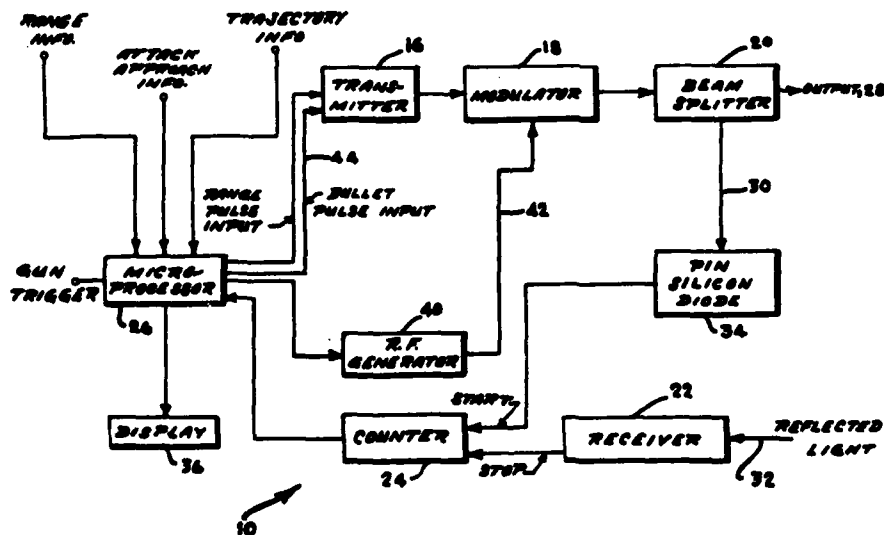 RANGE
INFO.
ATTACK
APPROACH
INFO.
TRAJECTORY
INFO
16
TRANS-
MITTER
18
MODULATOR
20
BEAM
SPLITTER
OUTPUT, 28
44
RANGE
PULSE
INPUT
BULLET
PULSE INPUT
42
30
GUN
TRIGGER
MICRO-
PROCESSOR
26
40
R.F.
GENERATOR
PIN
SILICON
DIODE
34
DISPLAY
36
START
COUNTER
24
STOP
22
RECEIVER
REFLECTED
LIGHT
32
10